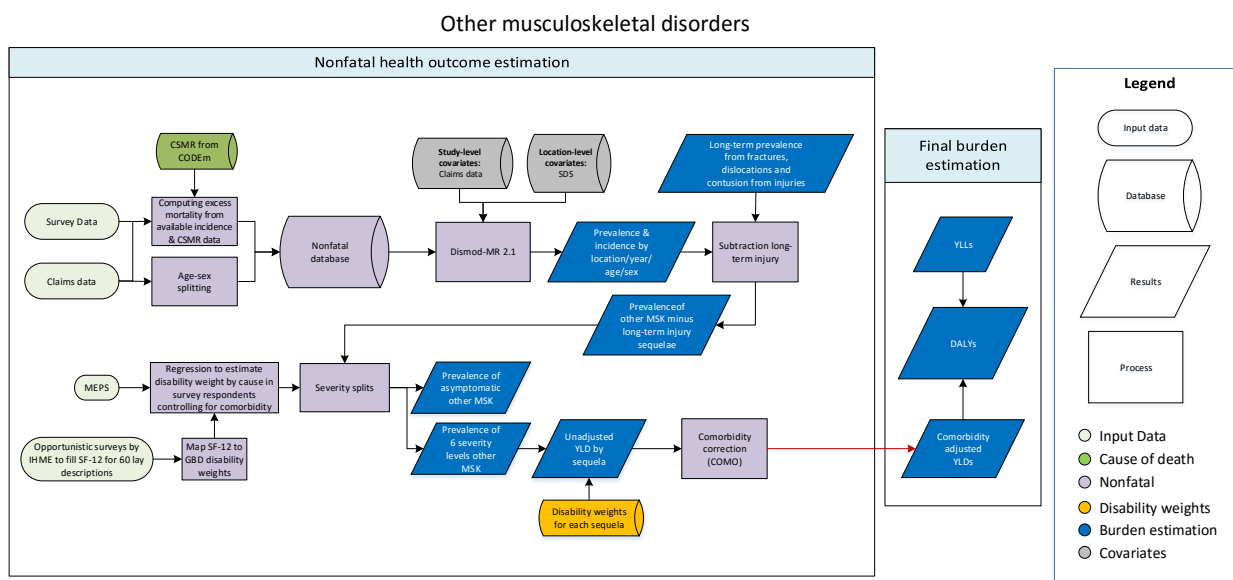 Other musculoskeletal disorders
Nonfatal health outcome estimation
CSMR from
CODEm
Survey Data
Claims data
Computing excess
mortality from
available incidence
& CSMR data
Age-sex
splitting
Nonfatal
database
Study-level
covariates:
Claims data
Location-level
covariates:
SDS
Dismod-MR 2.1
Prevalence &
incidence by
location/year/
age/sex
Long-term prevalence
from fractures,
dislocations and
contusion from injuries
Subtraction long-
term injury
Prevalenceof
other MSK minus
long-term injury
sequelae
MEPS
Regression to estimate
disability weight by cause in
survey respondents
controlling for comorbidity
Severity splits
Prevalence of
asymptomatic other
MSK
Opportunistic surveys by
IHME to fill SF-12 for 60 lay
descriptions
Map SF-12 to
GBD disability
weights
Prevalence of
6 severity levels other
MSK
Unadjusted
YLD by
sequela
Comorbidity
correction
(COMO)
Disability weights
for each sequela
Final burden
estimation
YLLs
DALYs
Comorbidity
adjusted YLDs
Legend
Input data
Database
Results
Process
Input Data
Cause of death
Nonfatal
Disability weights
Burden estimation
Covariates